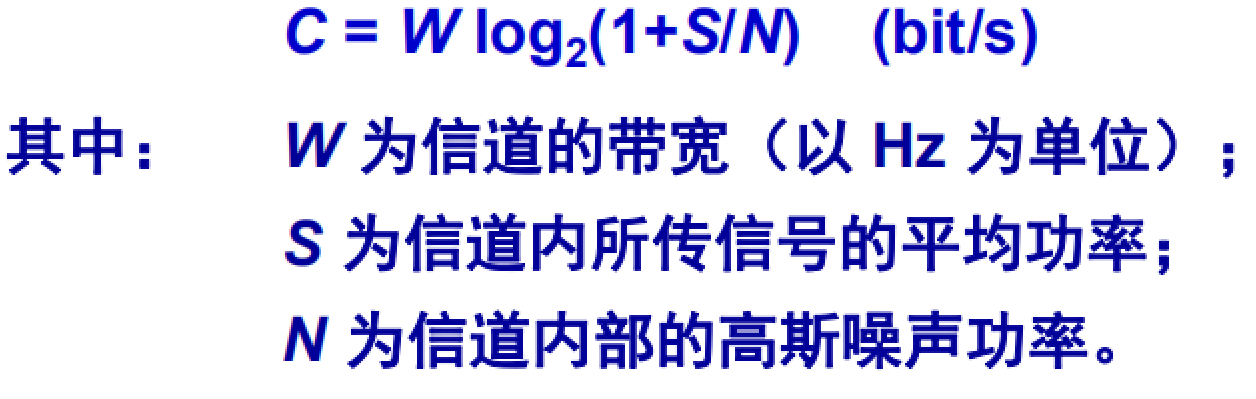 C = W log₂(1+S/N) (bit/s)
其中： W 为信道的带宽（以 Hz 为单位）；
S 为信道内所传信号的平均功率；
N 为信道内部的高斯噪声功率。